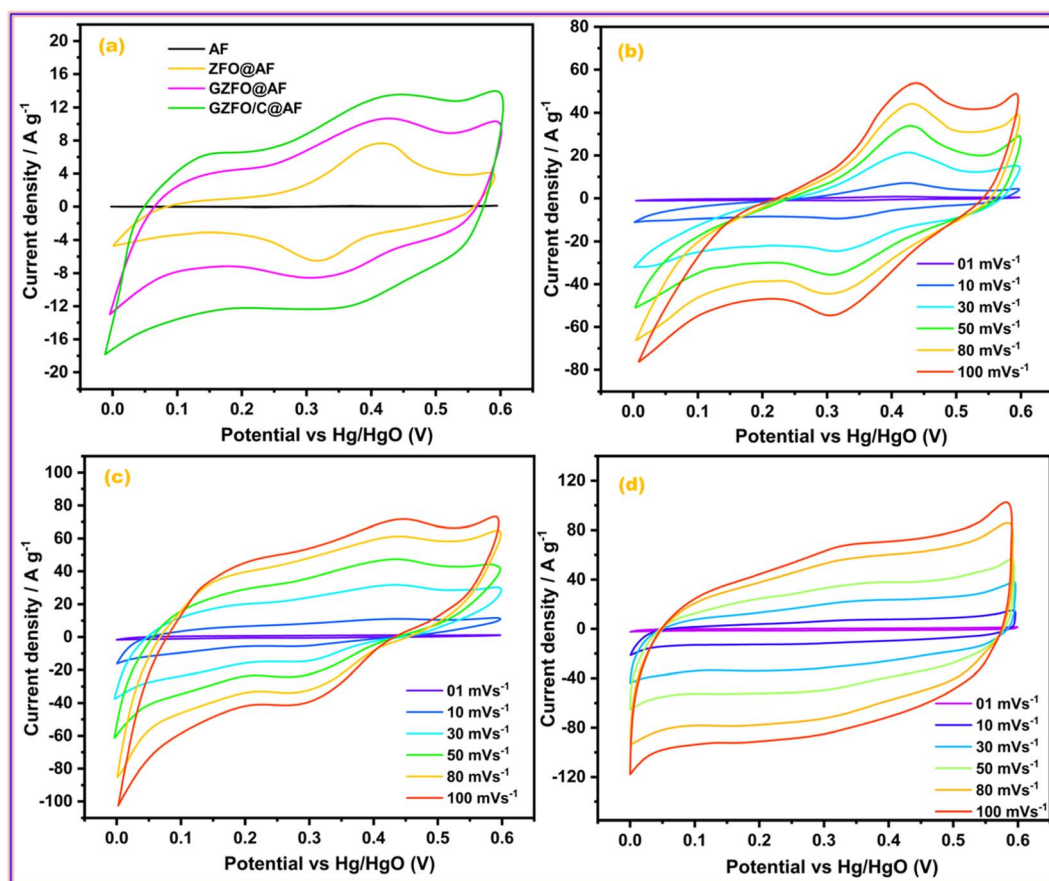 (a)
AF
ZFO@AF
GZFO@AF
GZFO/C@AF
20
16
12
8
4
0
-4
-8
-12
-16
-20
Current density / A g⁻¹
0.0 0.1 0.2 0.3 0.4 0.5 0.6
Potential vs Hg/HgO (V)
(b)
80
60
40
20
0
-20
-40
-60
-80
Current density / A g⁻¹
01 mVs⁻¹
10 mVs⁻¹
30 mVs⁻¹
50 mVs⁻¹
80 mVs⁻¹
100 mVs⁻¹
0.0 0.1 0.2 0.3 0.4 0.5 0.6
Potential vs Hg/HgO (V)
(c)
100
80
60
40
20
0
-20
-40
-60
-80
-100
Current density / A g⁻¹
01 mVs⁻¹
10 mVs⁻¹
30 mVs⁻¹
50 mVs⁻¹
80 mVs⁻¹
100 mVs⁻¹
0.0 0.1 0.2 0.3 0.4 0.5 0.6
Potential vs Hg/HgO (V)
(d)
120
80
40
0
-40
-80
-120
Current density / A g⁻¹
01 mVs⁻¹
10 mVs⁻¹
30 mVs⁻¹
50 mVs⁻¹
80 mVs⁻¹
100 mVs⁻¹
0.0 0.1 0.2 0.3 0.4 0.5 0.6
Potential vs Hg/HgO (V)